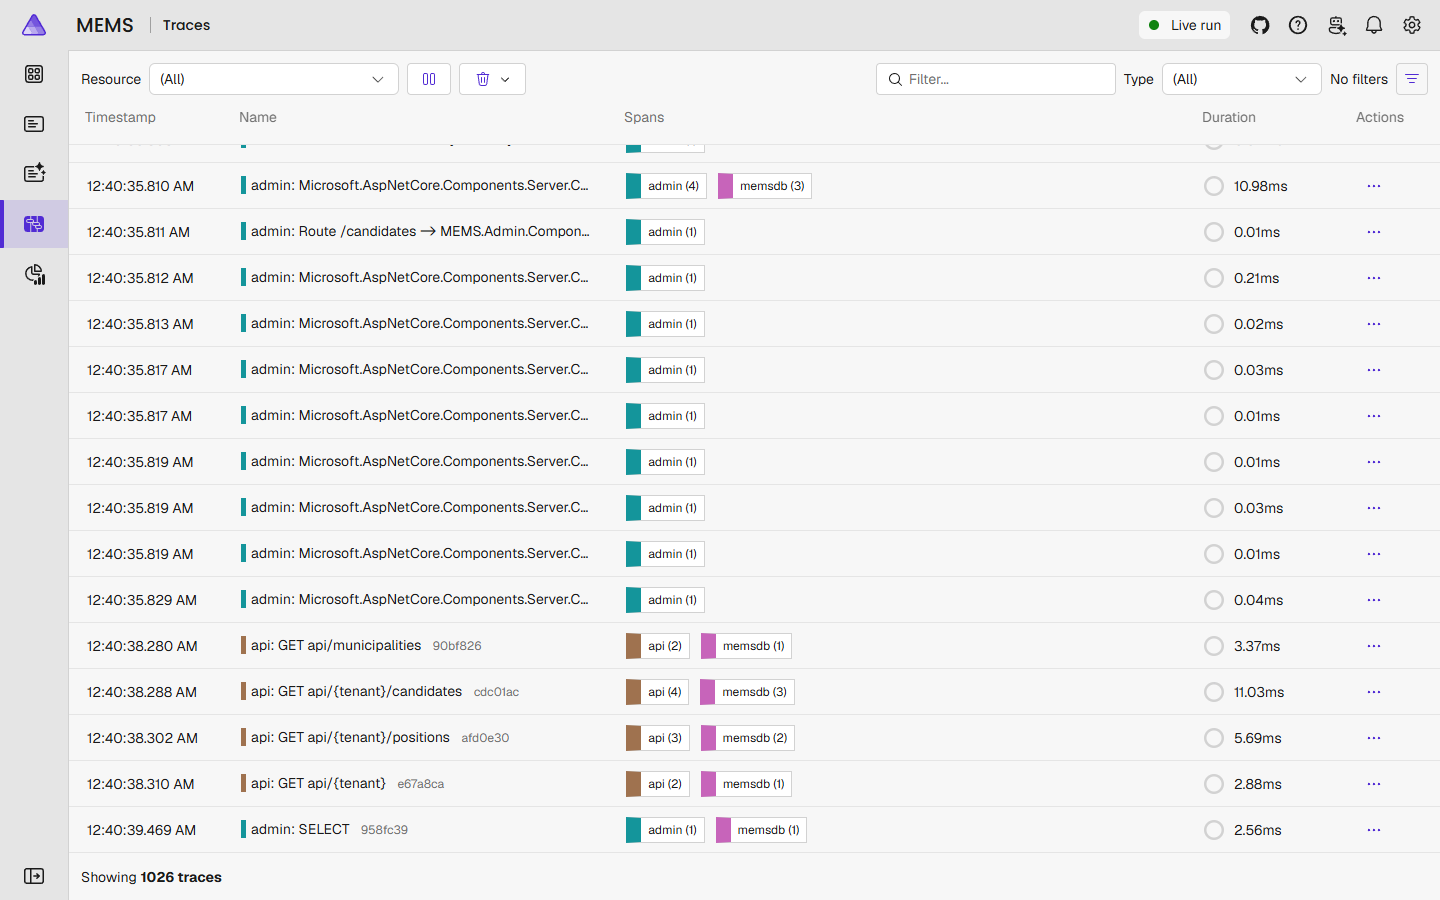 MEMS
Traces
Live run
Resource
(All)
Filter...
Type
(All)
No filters
Timestamp Name Spans Duration Actions
12:40:35.810 AM admin: Microsoft.AspNetCore.Components.Server.C... admin (4) memsdb (3) 10.98ms ...
12:40:35.811 AM admin: Route /candidates → MEMS.Admin.Compon... admin (1) 0.01ms ...
12:40:35.812 AM admin: Microsoft.AspNetCore.Components.Server.C... admin (1) 0.21ms ...
12:40:35.813 AM admin: Microsoft.AspNetCore.Components.Server.C... admin (1) 0.02ms ...
12:40:35.817 AM admin: Microsoft.AspNetCore.Components.Server.C... admin (1) 0.03ms ...
12:40:35.817 AM admin: Microsoft.AspNetCore.Components.Server.C... admin (1) 0.01ms ...
12:40:35.819 AM admin: Microsoft.AspNetCore.Components.Server.C... admin (1) 0.01ms ...
12:40:35.819 AM admin: Microsoft.AspNetCore.Components.Server.C... admin (1) 0.03ms ...
12:40:35.819 AM admin: Microsoft.AspNetCore.Components.Server.C... admin (1) 0.01ms ...
12:40:35.829 AM admin: Microsoft.AspNetCore.Components.Server.C... admin (1) 0.04ms ...
12:40:38.280 AM api: GET api/municipalities 90bf826 api (2) memsdb (1) 3.37ms ...
12:40:38.288 AM api: GET api/{tenant}/candidates cdc01ac api (4) memsdb (3) 11.03ms ...
12:40:38.302 AM api: GET api/{tenant}/positions afd0e30 api (3) memsdb (2) 5.69ms ...
12:40:38.310 AM api: GET api/{tenant} e67a8ca api (2) memsdb (1) 2.88ms ...
12:40:39.469 AM admin: SELECT 958fc39 admin (1) memsdb (1) 2.56ms ...
Showing 1026 traces